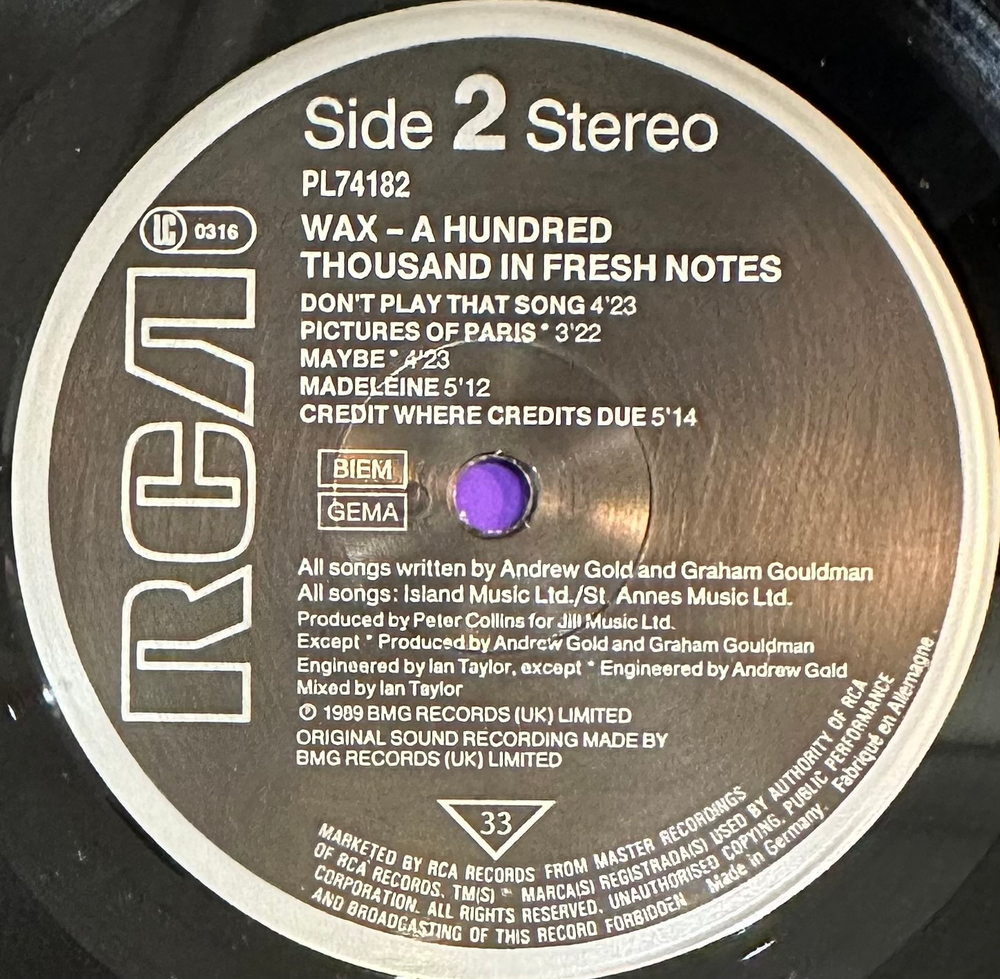 Side 2 Stereo
PL74182
LC 0316
WAX – A HUNDRED
THOUSAND IN FRESH NOTES
DON'T PLAY THAT SONG 4'23
PICTURES OF PARIS * 3'22
MAYBE * 4'23
MADELEINE 5'12
CREDIT WHERE CREDITS DUE 5'14
RCA
BIEM
GEMA
All songs written by Andrew Gold and Graham Gouldman
All songs: Island Music Ltd./St. Annes Music Ltd.
Produced by Peter Collins for Jill Music Ltd.
Except * Produced by Andrew Gold and Graham Gouldman
Engineered by Ian Taylor, except * Engineered by Andrew Gold
Mixed by Ian Taylor
℗ 1989 BMG RECORDS (UK) LIMITED
ORIGINAL SOUND RECORDING MADE BY
BMG RECORDS (UK) LIMITED
33
MARKETED BY RCA RECORDS FROM MASTER RECORDINGS
OF RCA RECORDS, TM(S) ® MARCA(S) REGISTRADA(S) USED BY AUTHORITY OF RCA
CORPORATION. ALL RIGHTS RESERVED. UNAUTHORISED COPYING, PUBLIC PERFORMANCE
AND BROADCASTING OF THIS RECORD FORBIDDEN Made in Germany. Fabriqué en Allemagne.